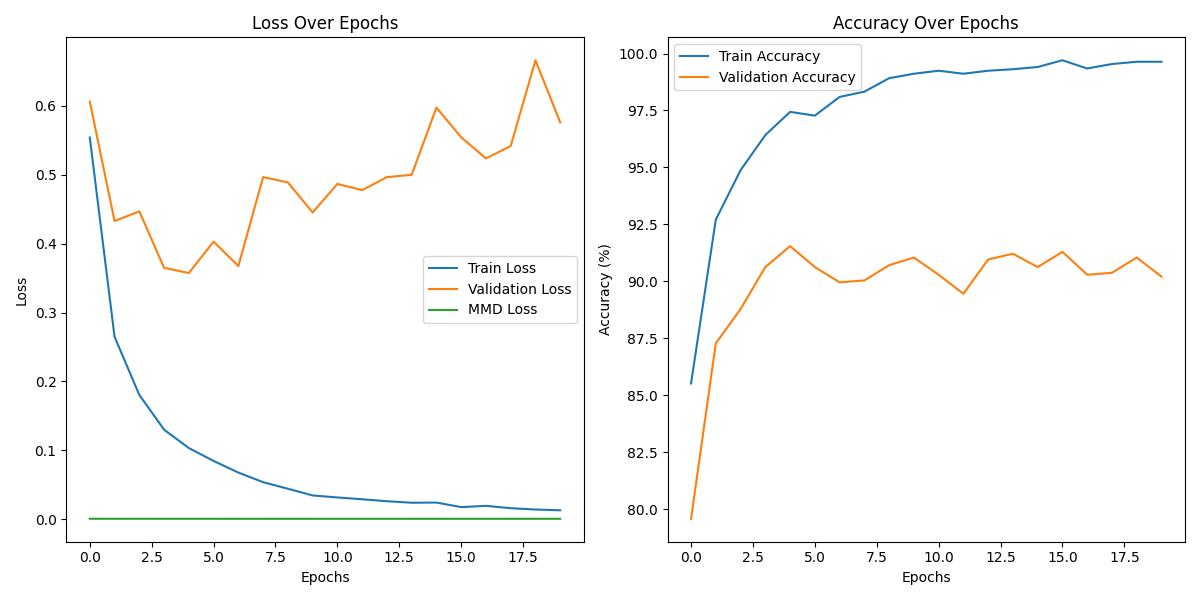 Loss Over Epochs
0.6
0.5
0.4
0.3
0.2
0.1
0.0
Loss
Train Loss
Validation Loss
MMD Loss
0.0 2.5 5.0 7.5 10.0 12.5 15.0 17.5
Epochs
Accuracy Over Epochs
100.0
97.5
95.0
92.5
90.0
87.5
85.0
82.5
80.0
Accuracy (%)
Train Accuracy
Validation Accuracy
0.0 2.5 5.0 7.5 10.0 12.5 15.0 17.5
Epochs